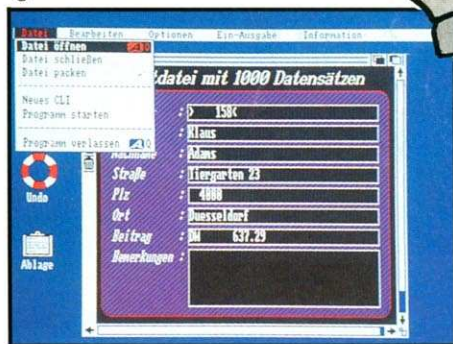 Datei Bearbeiten Optionen Ein-Ausgabe Information
Datei öffnen
Datei schließen
Datei packen
Neues CLI
Programm starten
Programm verlassen Q
datei mit 1000 Datensätzen
: > 158<
: Klaus
Nachname : Adams
Straße : Tiergarten 23
Plz : 4000
Ort : Duesseldorf
Beitrag : DM 637.29
Bemerkungen :
Undo
Ablage